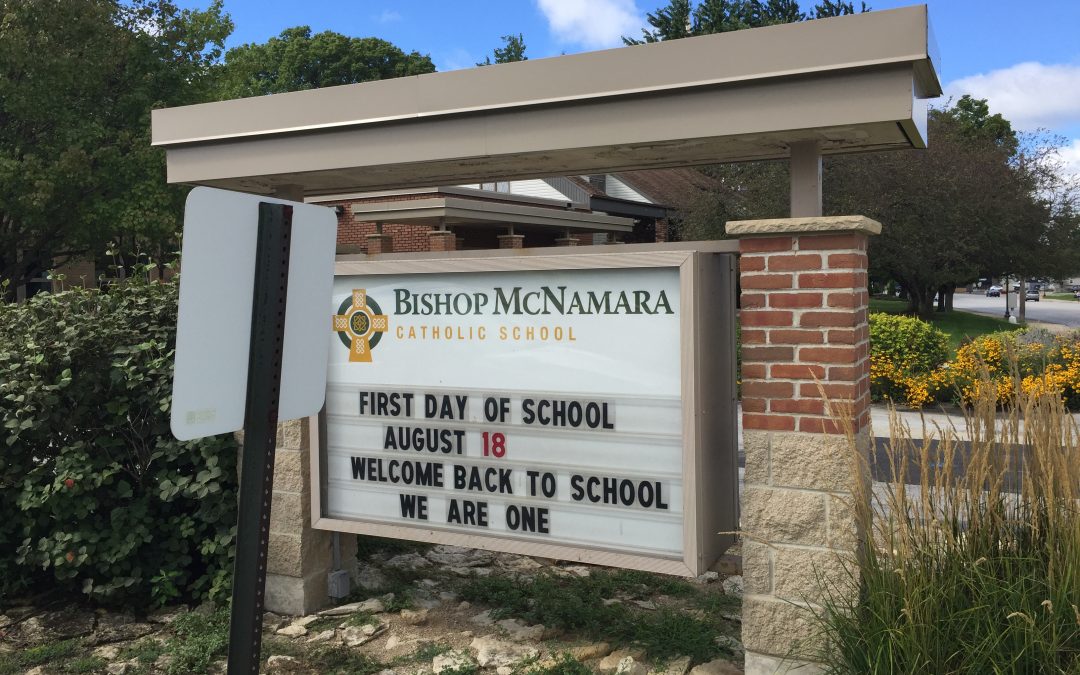 BISHOP MCNAMARA
CATHOLIC SCHOOL
FIRST DAY OF SCHOOL
AUGUST 18
WELCOME BACK TO SCHOOL
WE ARE ONE